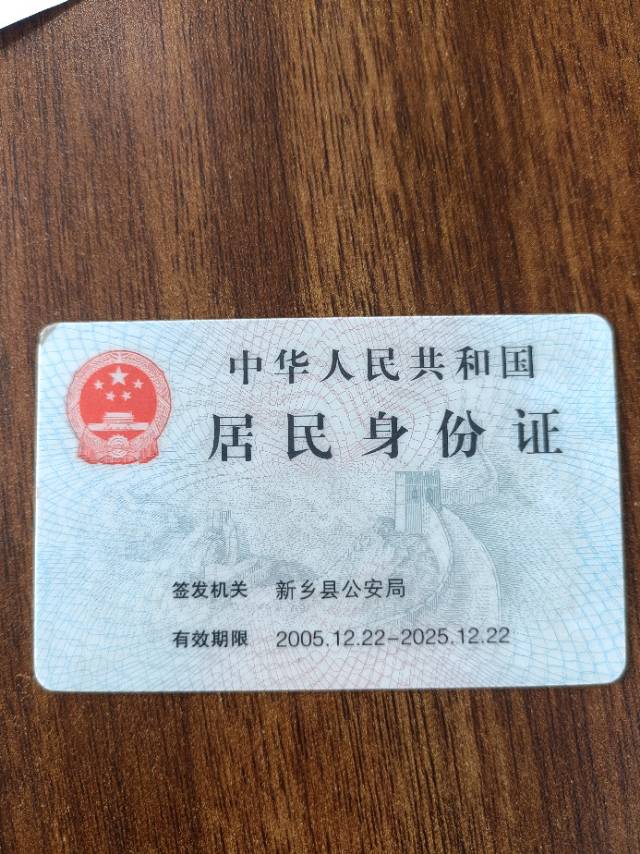 中华人民共和国
居民身份证
签发机关 新乡县公安局
有效期限 2005.12.22-2025.12.22